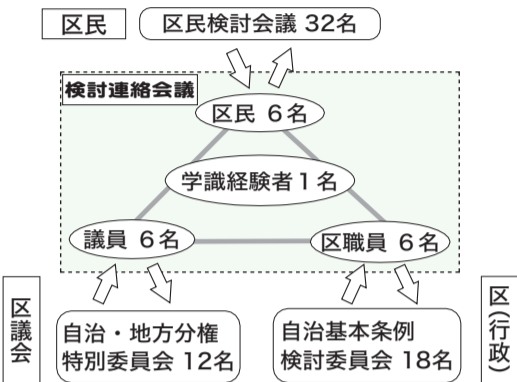 区民
区民検討会議 32名
検討連絡会議
区民 6名
学識経験者1名
議員 6名
区職員 6名
区議会
自治・地方分権
特別委員会 12名
自治基本条例
検討委員会 18名
区(行政)